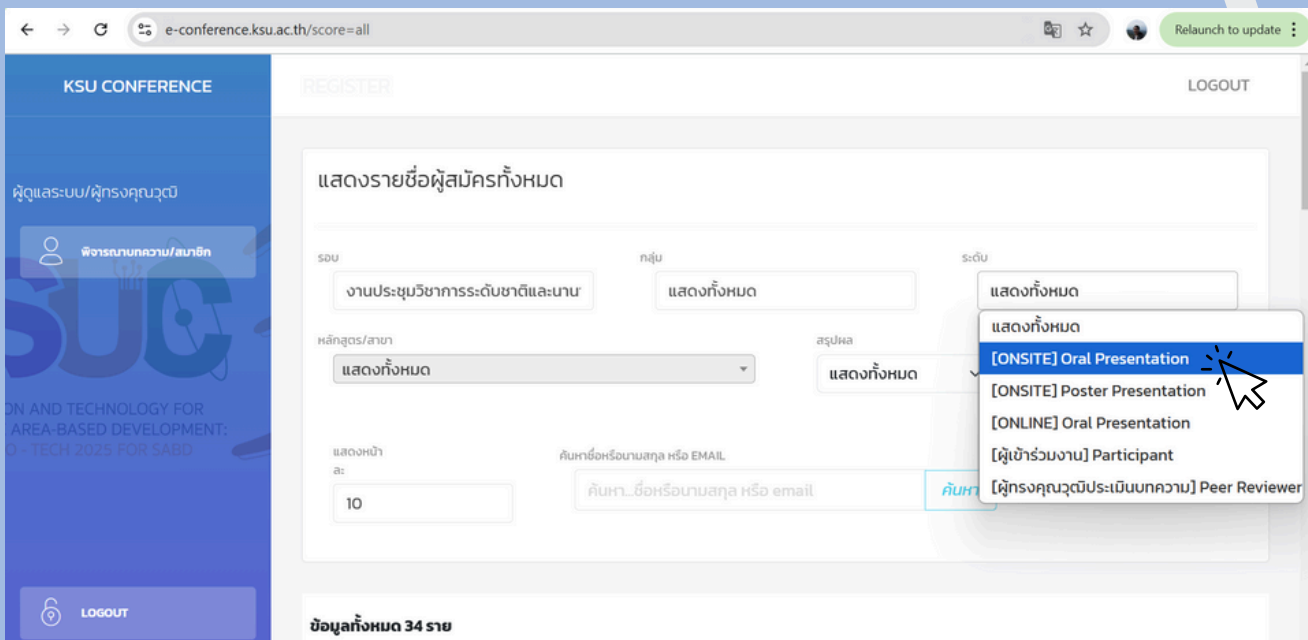 e-conference.ksu.ac.th/score=all
Relaunch to update
KSU CONFERENCE
REGISTER
LOGOUT
ผู้ดูแลระบบ/ผู้ทรงคุณวุฒิ
พิจารณาบทความ/สมาชิก
SUC
ON AND TECHNOLOGY FOR
AREA-BASED DEVELOPMENT:
O - TECH 2025 FOR SABD
LOGOUT
แสดงรายชื่อผู้สมัครทั้งหมด
รอบ
กลุ่ม
ระดับ
งานประชุมวิชาการระดับชาติและนานา
แสดงทั้งหมด
แสดงทั้งหมด
หลักสูตร/สาขา
สรุปผล
แสดงทั้งหมด
แสดงทั้งหมด
แสดงทั้งหมด
[ONSITE] Oral Presentation
[ONSITE] Poster Presentation
[ONLINE] Oral Presentation
[ผู้เข้าร่วมงาน] Participant
[ผู้ทรงคุณวุฒิประเมินบทความ] Peer Reviewer
แสดงหน้า
ละ:
10
ค้นหาชื่อหรือนามสกุล หรือ EMAIL
ค้นหา...ชื่อหรือนามสกุล หรือ email
ค้นหา
ข้อมูลทั้งหมด 34 ราย